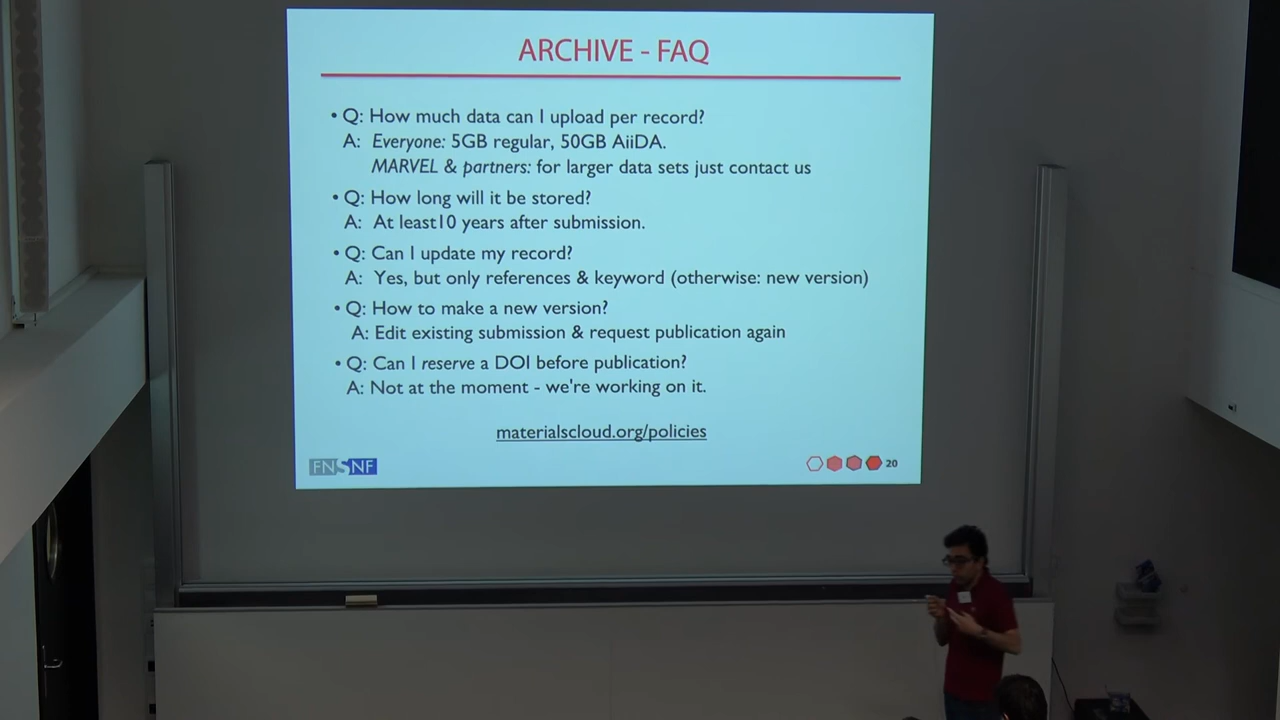 ARCHIVE - FAQ
• Q: How much data can I upload per record?
A: Everyone: 5GB regular, 50GB AiiDA.
MARVEL & partners: for larger data sets just contact us
• Q: How long will it be stored?
A: At least10 years after submission.
• Q: Can I update my record?
A: Yes, but only references & keyword (otherwise: new version)
• Q: How to make a new version?
A: Edit existing submission & request publication again
• Q: Can I reserve a DOI before publication?
A: Not at the moment - we're working on it.
materialscloud.org/policies
FNSNF
20